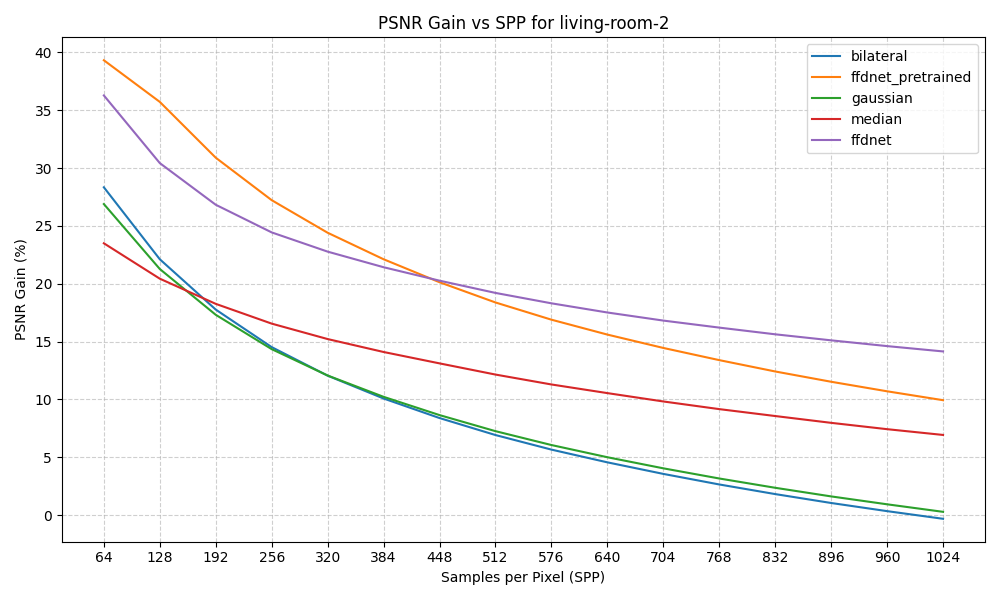 PSNR Gain vs SPP for living-room-2
PSNR Gain (%)
40
35
30
25
20
15
10
5
0
bilateral
ffdnet_pretrained
gaussian
median
ffdnet
64 128 192 256 320 384 448 512 576 640 704 768 832 896 960 1024
Samples per Pixel (SPP)